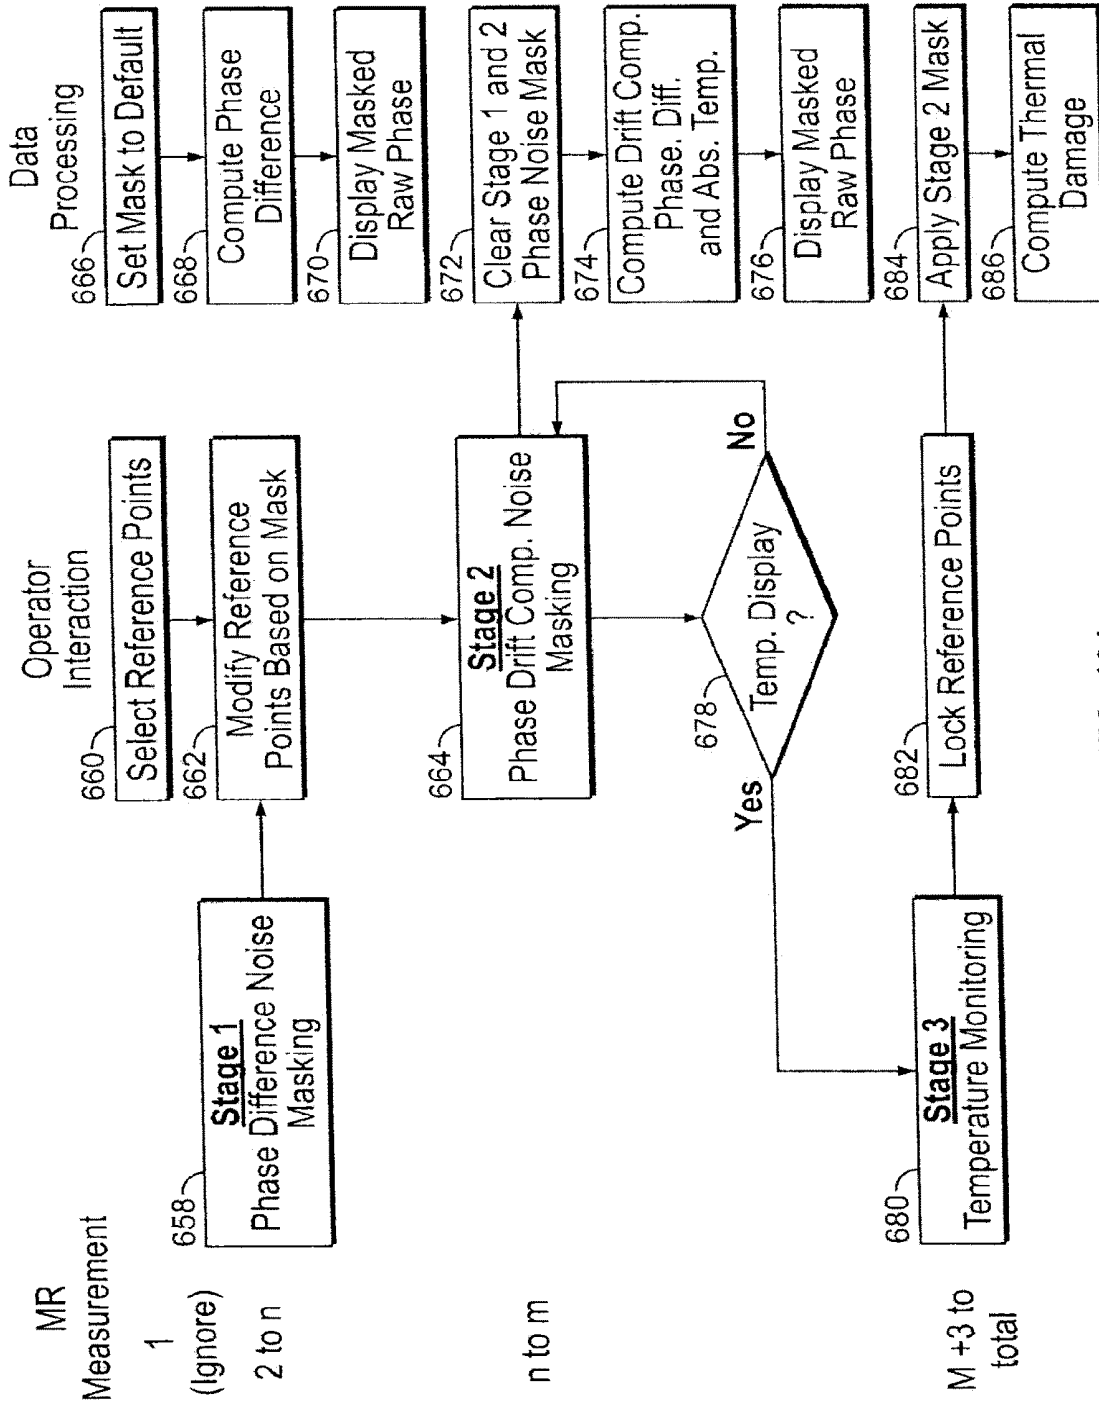 MR
Measurement
Operator
Interaction
Data
Processing
1
(Ignore)
2 to n
658
Stage 1
Phase Difference Noise
Masking
660
Select Reference Points
662
Modify Reference
Points Based on Mask
666
Set Mask to Default
668
Compute Phase
Difference
670
Display Masked
Raw Phase
n to m
664
Stage 2
Phase Drift Comp. Noise
Masking
672
Clear Stage 1 and 2
Phase Noise Mask
674
Compute Drift Comp.
Phase. Diff.
and Abs. Temp.
676
Display Masked
Raw Phase
678
Temp. Display
?
Yes
No
M +3 to
total
680
Stage 3
Temperature Monitoring
682
Lock Reference Points
684
Apply Stage 2 Mask
686
Compute Thermal
Damage